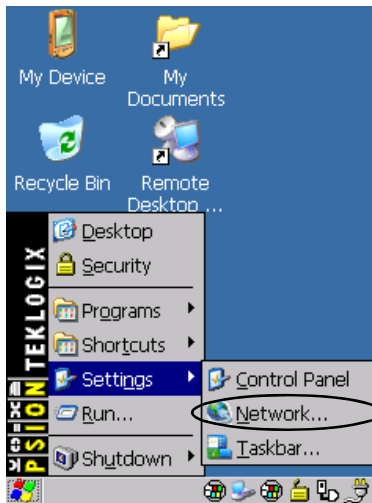 My Device
My
Documents
Recycle Bin
Remote
Desktop ...
Desktop
Security
Programs
Shortcuts
Settings
Run...
Shutdown
Control Panel
Network...
Taskbar...
PSION TEKLOGIX